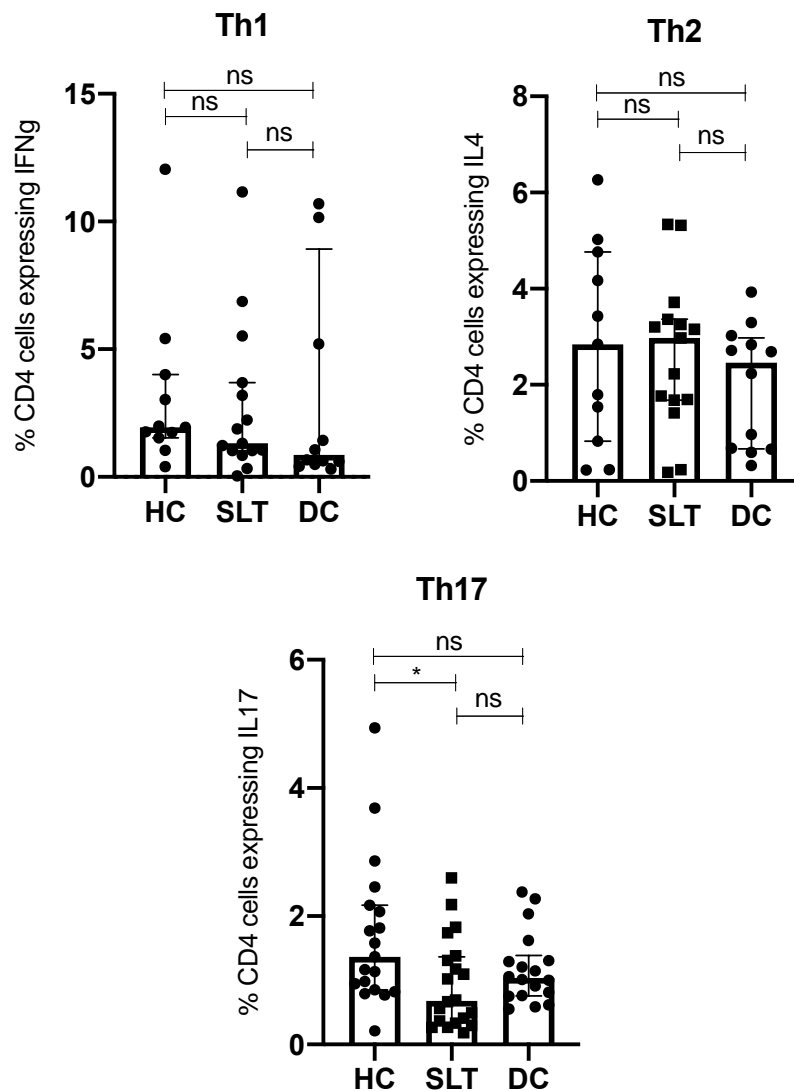 Th1
% CD4 cells expressing IFNg
15
10
5
0
ns
ns
ns
HC SLT DC
Th2
% CD4 cells expressing IL4
8
6
4
2
0
ns
ns
ns
HC SLT DC
Th17
% CD4 cells expressing IL17
6
4
2
0
ns
*
ns
HC SLT DC